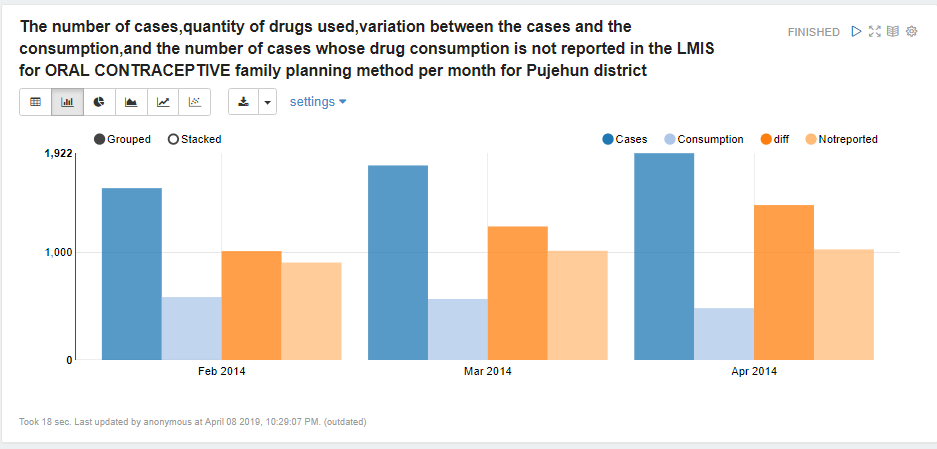 The number of cases,quantity of drugs used,variation between the cases and the
consumption,and the number of cases whose drug consumption is not reported in the LMIS
for ORAL CONTRACEPTIVE family planning method per month for Pujehun district
FINISHED
settings
Grouped Stacked
Cases Consumption diff Notreported
1,922
1,000
0
Feb 2014 Mar 2014 Apr 2014
Took 18 sec. Last updated by anonymous at April 08 2019, 10:29:07 PM. (outdated)